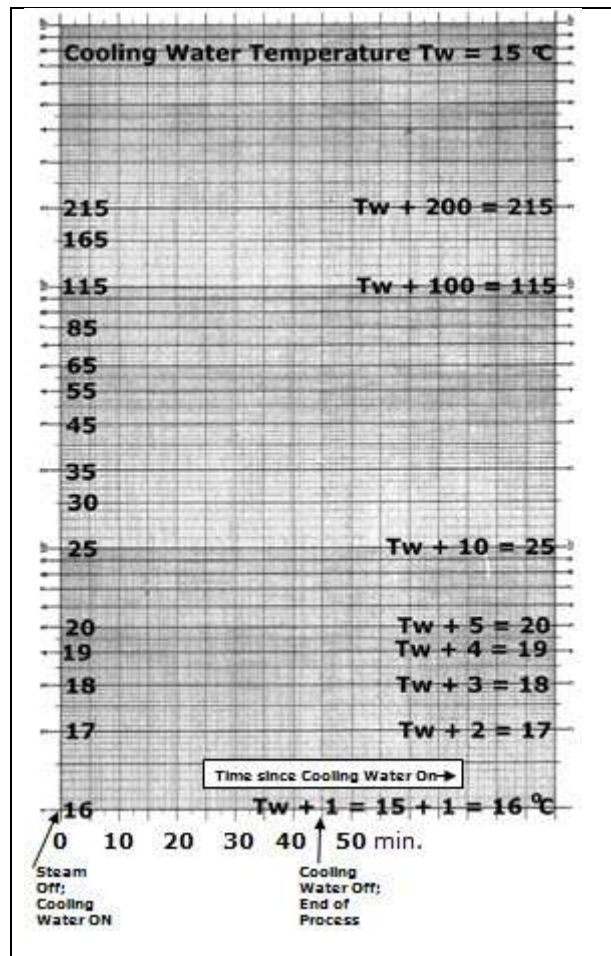 Cooling Water Temperature Tw = 15 °C
215 Tw + 200 = 215
165
115 Tw + 100 = 115
85
65
55
45
35
30
25 Tw + 10 = 25
20 Tw + 5 = 20
19 Tw + 4 = 19
18 Tw + 3 = 18
17 Tw + 2 = 17
Time since Cooling Water On
16 Tw + 1 = 15 + 1 = 16 °C
0 10 20 30 40 50 min.
Steam
Off;
Cooling
Water ON
Cooling
Water Off;
End of
Process